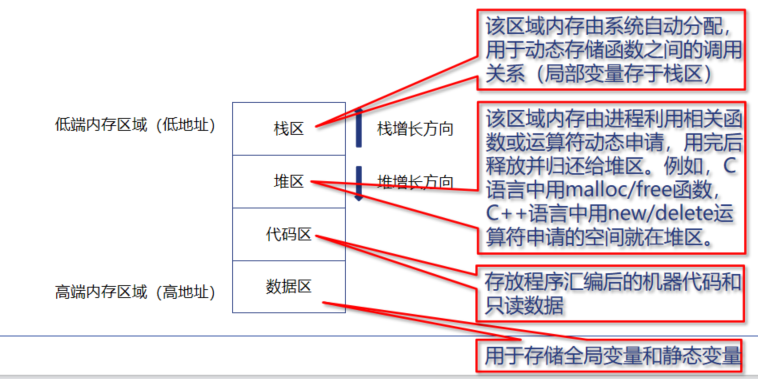 该区域内存由系统自动分配，
用于动态存储函数之间的调用
关系（局部变量存于栈区）
低端内存区域（低地址）
栈区
栈增长方向
该区域内存由进程利用相关函
数或运算符动态申请，用完后
释放并归还给堆区。例如，C
语言中用malloc/free函数，
C++语言中用new/delete运
算符申请的空间就在堆区。
堆区
堆增长方向
代码区
存放程序汇编后的机器代码和
只读数据
高端内存区域（高地址）
数据区
用于存储全局变量和静态变量